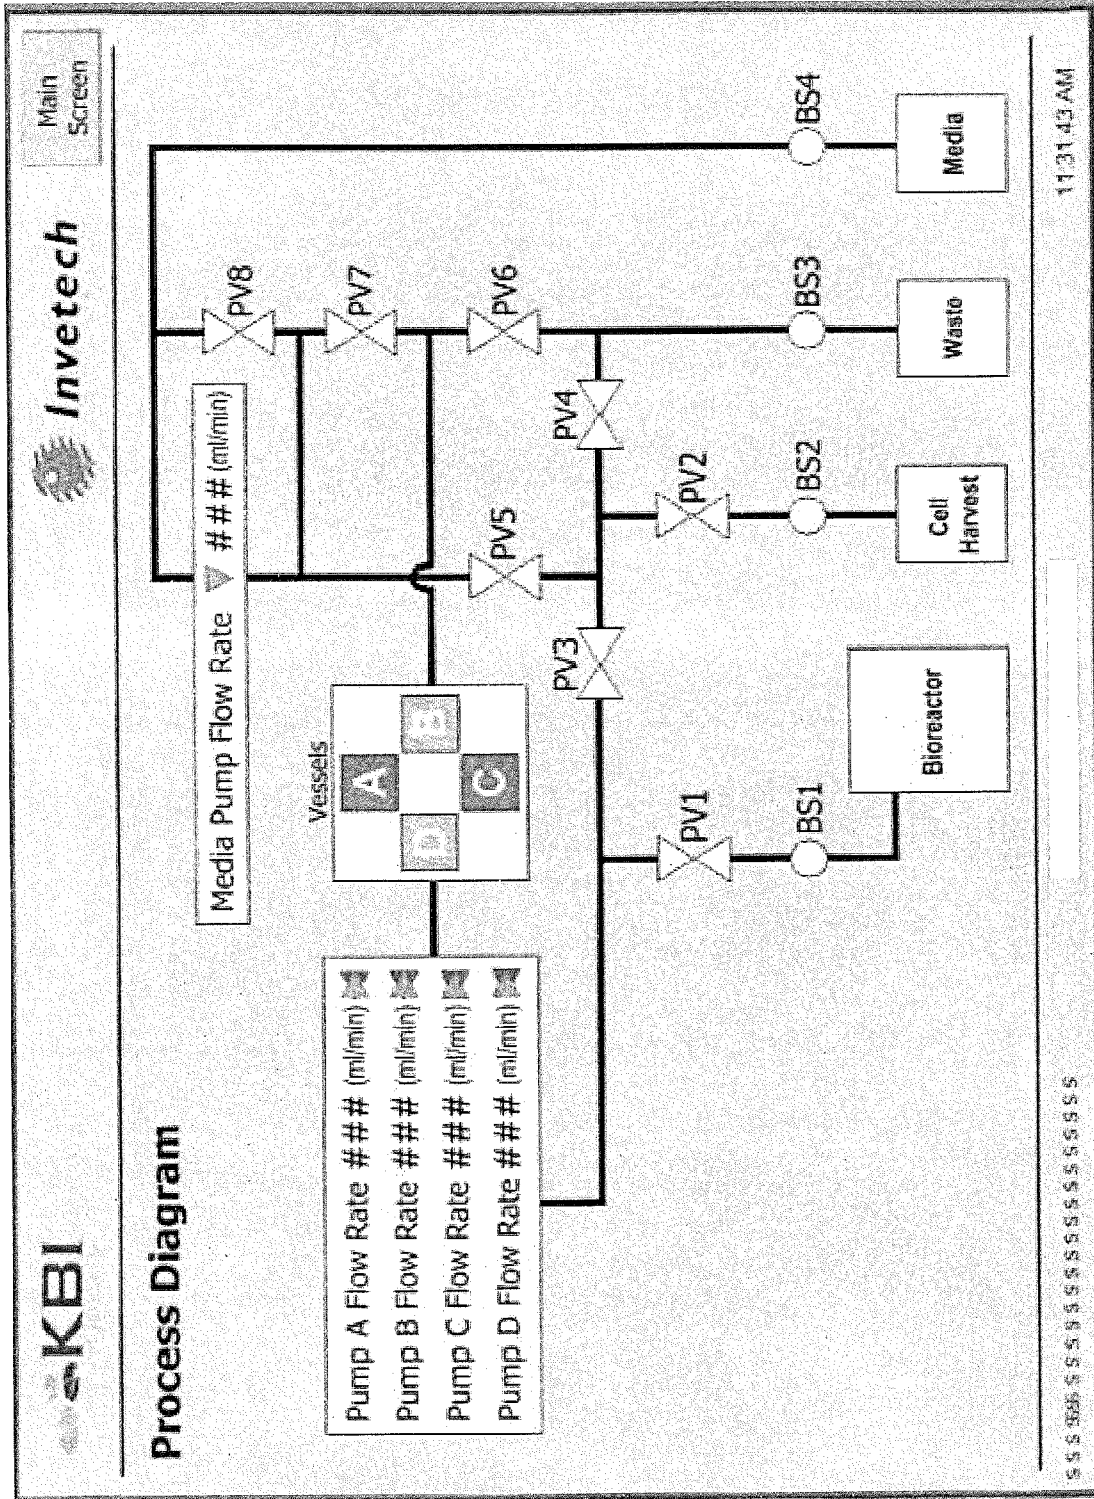 KBI
Invetech
Main
Screen
Process Diagram
Media Pump Flow Rate ### (ml/min)
Pump A Flow Rate ### (ml/min)
Pump B Flow Rate ### (ml/min)
Pump C Flow Rate ### (ml/min)
Pump D Flow Rate ### (ml/min)
Vessels
A
D
B
C
PV8
PV7
PV5
PV6
PV3
PV4
PV1
PV2
BS1
BS2
BS3
BS4
Bioreactor
Cell
Harvest
Waste
Media
11:31:43 AM